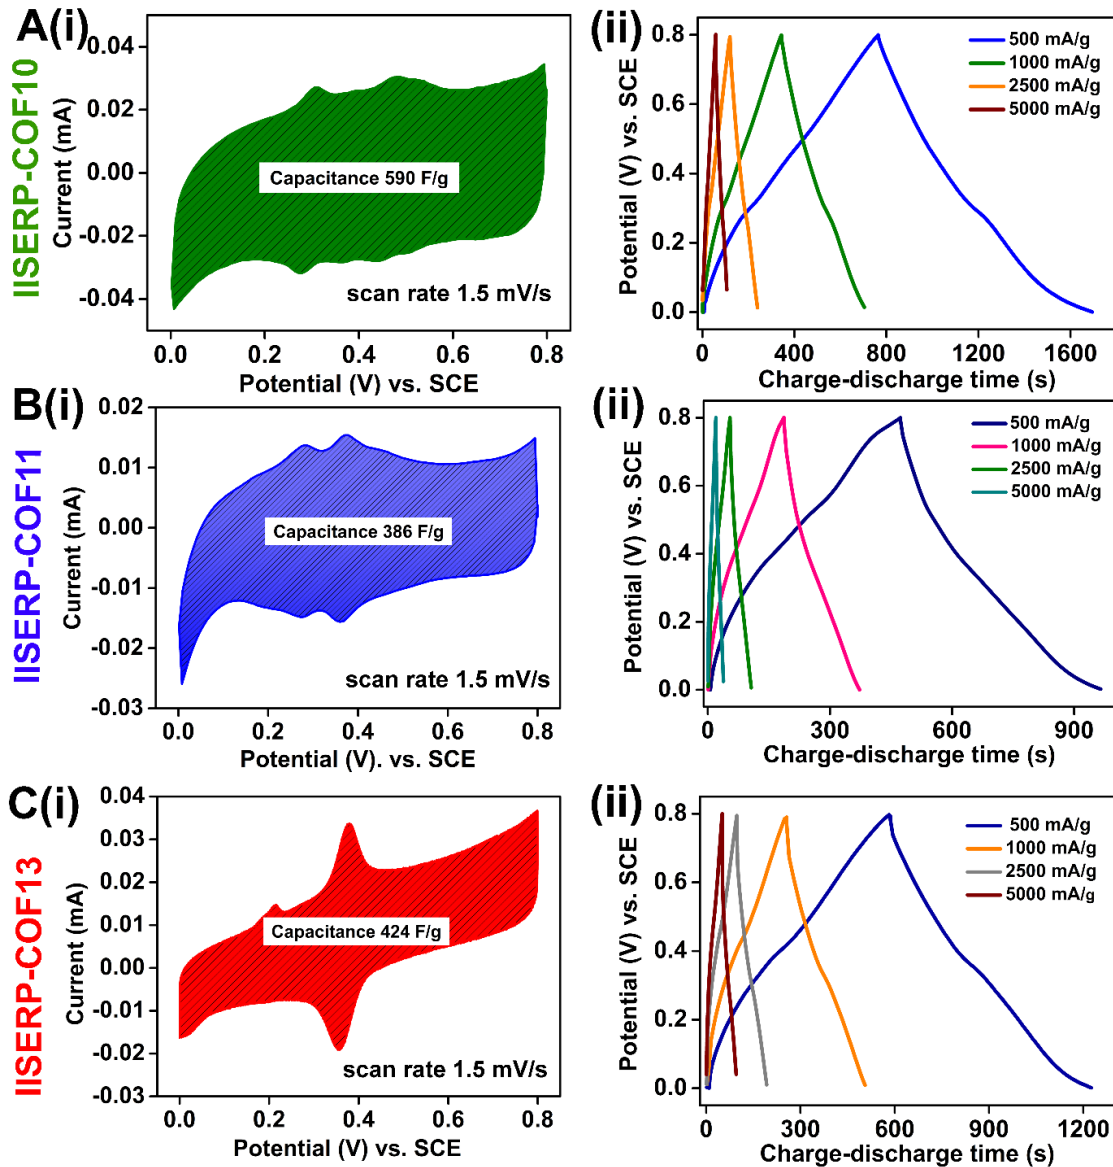 A(i)
IISERP-COF10
Current (mA)
0.04
0.02
0.00
-0.02
-0.04
Capacitance 590 F/g
scan rate 1.5 mV/s
0.0 0.2 0.4 0.6 0.8
Potential (V) vs. SCE
(ii)
Potential (V) vs. SCE
0.8
0.6
0.4
0.2
0.0
500 mA/g
1000 mA/g
2500 mA/g
5000 mA/g
0 400 800 1200 1600
Charge-discharge time (s)
B(i)
IISERP-COF11
Current (mA)
0.02
0.01
0.00
-0.01
-0.02
-0.03
Capacitance 386 F/g
scan rate 1.5 mV/s
0.0 0.2 0.4 0.6 0.8
Potential (V). vs. SCE
(ii)
Potential (V) vs. SCE
0.8
0.6
0.4
0.2
0.0
500 mA/g
1000 mA/g
2500 mA/g
5000 mA/g
0 300 600 900
Charge-discharge time (s)
C(i)
IISERP-COF13
Current (mA)
0.04
0.03
0.02
0.01
0.00
-0.01
-0.02
-0.03
Capacitance 424 F/g
scan rate 1.5 mV/s
0.0 0.2 0.4 0.6 0.8
Potential (V) vs. SCE
(ii)
Potential (V) vs. SCE
0.8
0.6
0.4
0.2
0.0
500 mA/g
1000 mA/g
2500 mA/g
5000 mA/g
0 300 600 900 1200
Charge-discharge time (s)